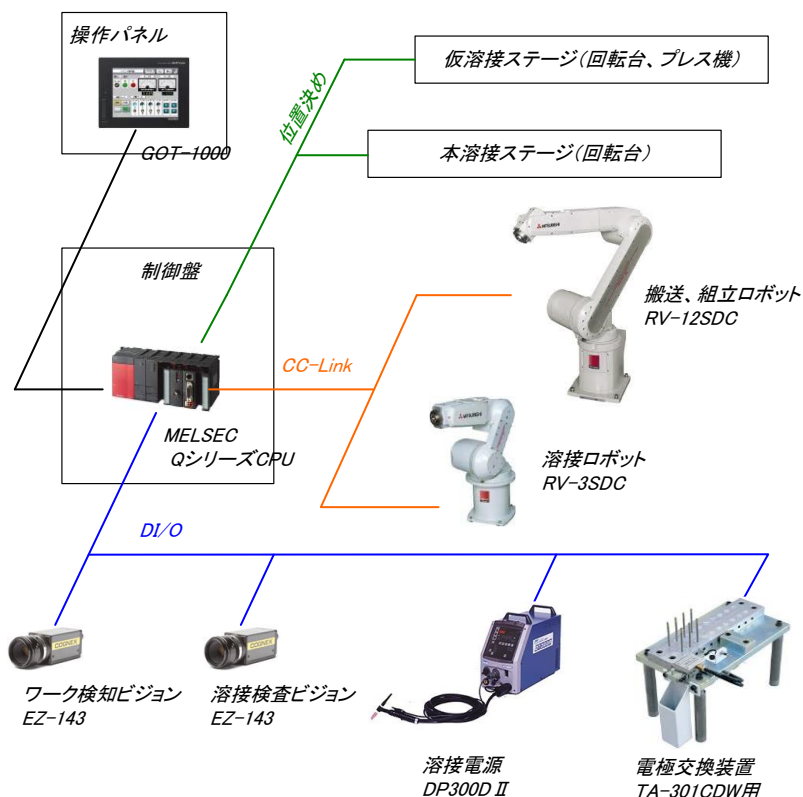 操作パネル
GOT-1000
位置決め
仮溶接ステージ(回転台、プレス機)
本溶接ステージ(回転台)
制御盤
MELSEC
QシリーズCPU
CC-Link
MITSUBISHI
搬送、組立ロボット
RV-12SDC
MITSUBISHI
溶接ロボット
RV-3SDC
DI/O
COGNEX
ワーク検知ビジョン
EZ-143
COGNEX
溶接検査ビジョン
EZ-143
溶接電源
DP300DⅡ
電極交換装置
TA-301CDW用